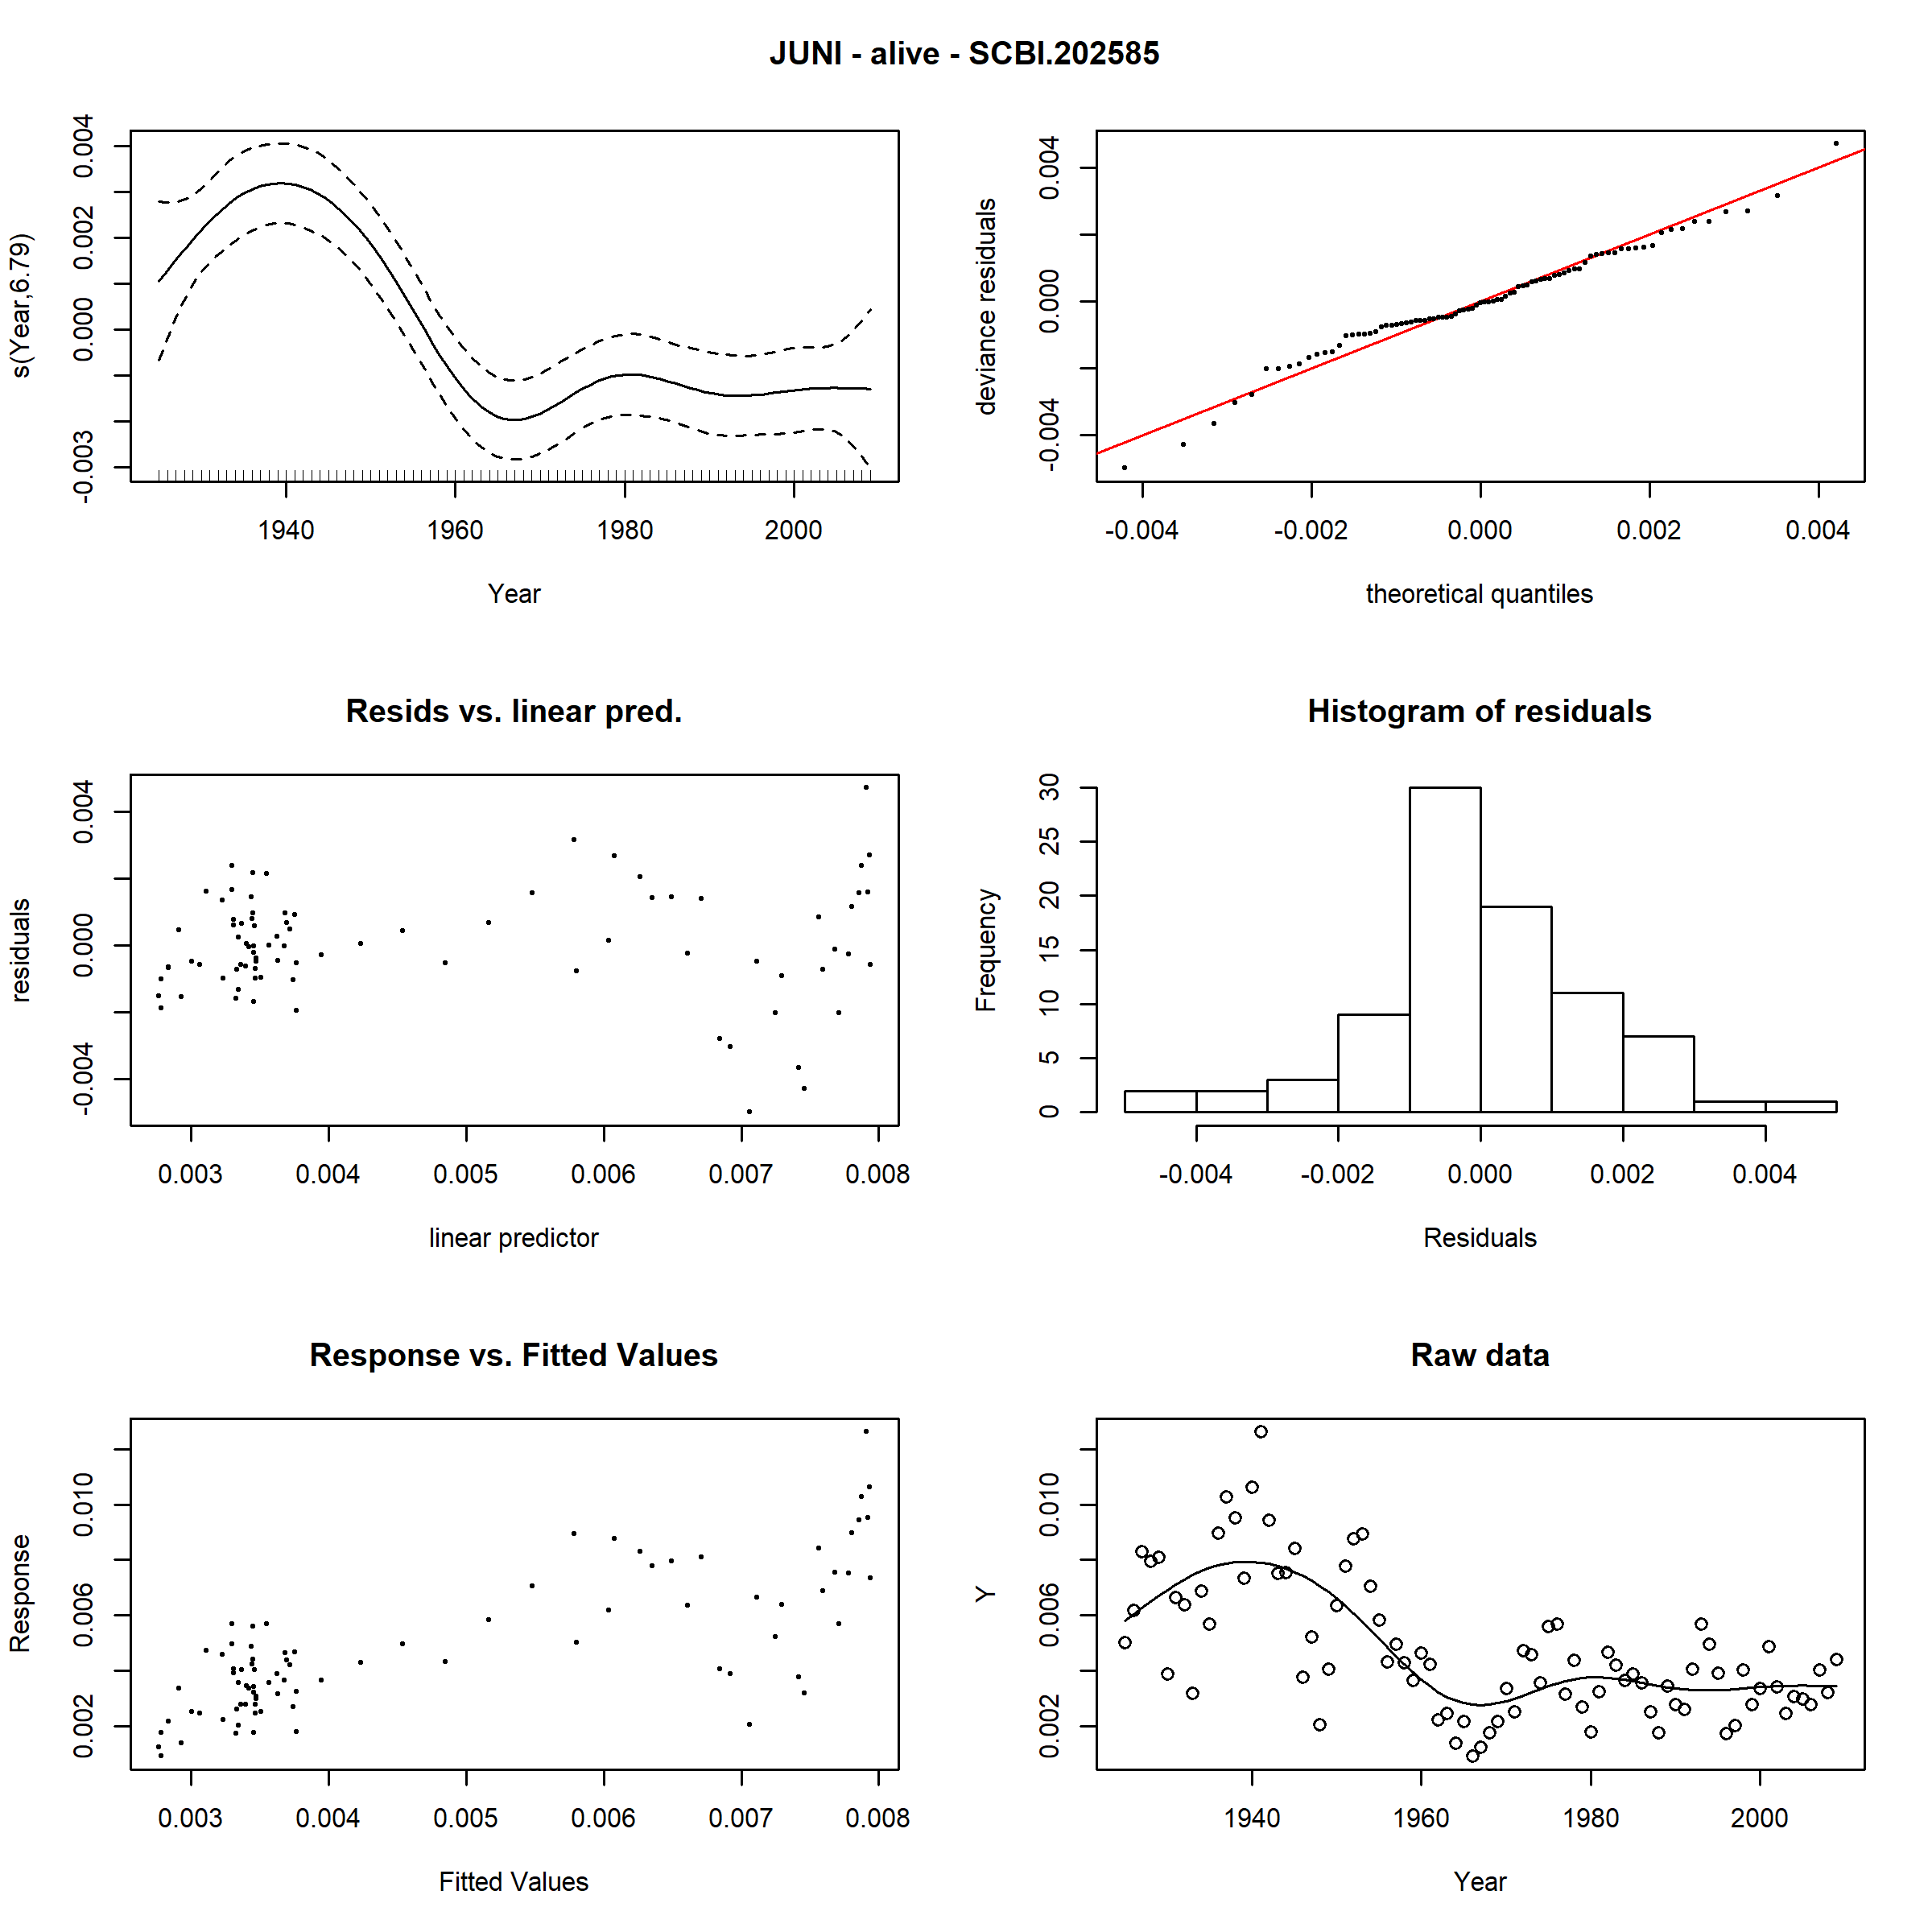 JUNI - alive - SCBI.202585
s(Year,6.79)
-0.003 0.000 0.002 0.004
1940 1960 1980 2000
Year
deviance residuals
-0.004 0.000 0.004
-0.004 -0.002 0.000 0.002 0.004
theoretical quantiles
Resids vs. linear pred.
residuals
-0.004 0.000 0.004
0.003 0.004 0.005 0.006 0.007 0.008
linear predictor
Histogram of residuals
Frequency
0 5 10 15 20 25 30
-0.004 -0.002 0.000 0.002 0.004
Residuals
Response vs. Fitted Values
Response
0.002 0.006 0.010
0.003 0.004 0.005 0.006 0.007 0.008
Fitted Values
Raw data
Y
0.002 0.006 0.010
1940 1960 1980 2000
Year